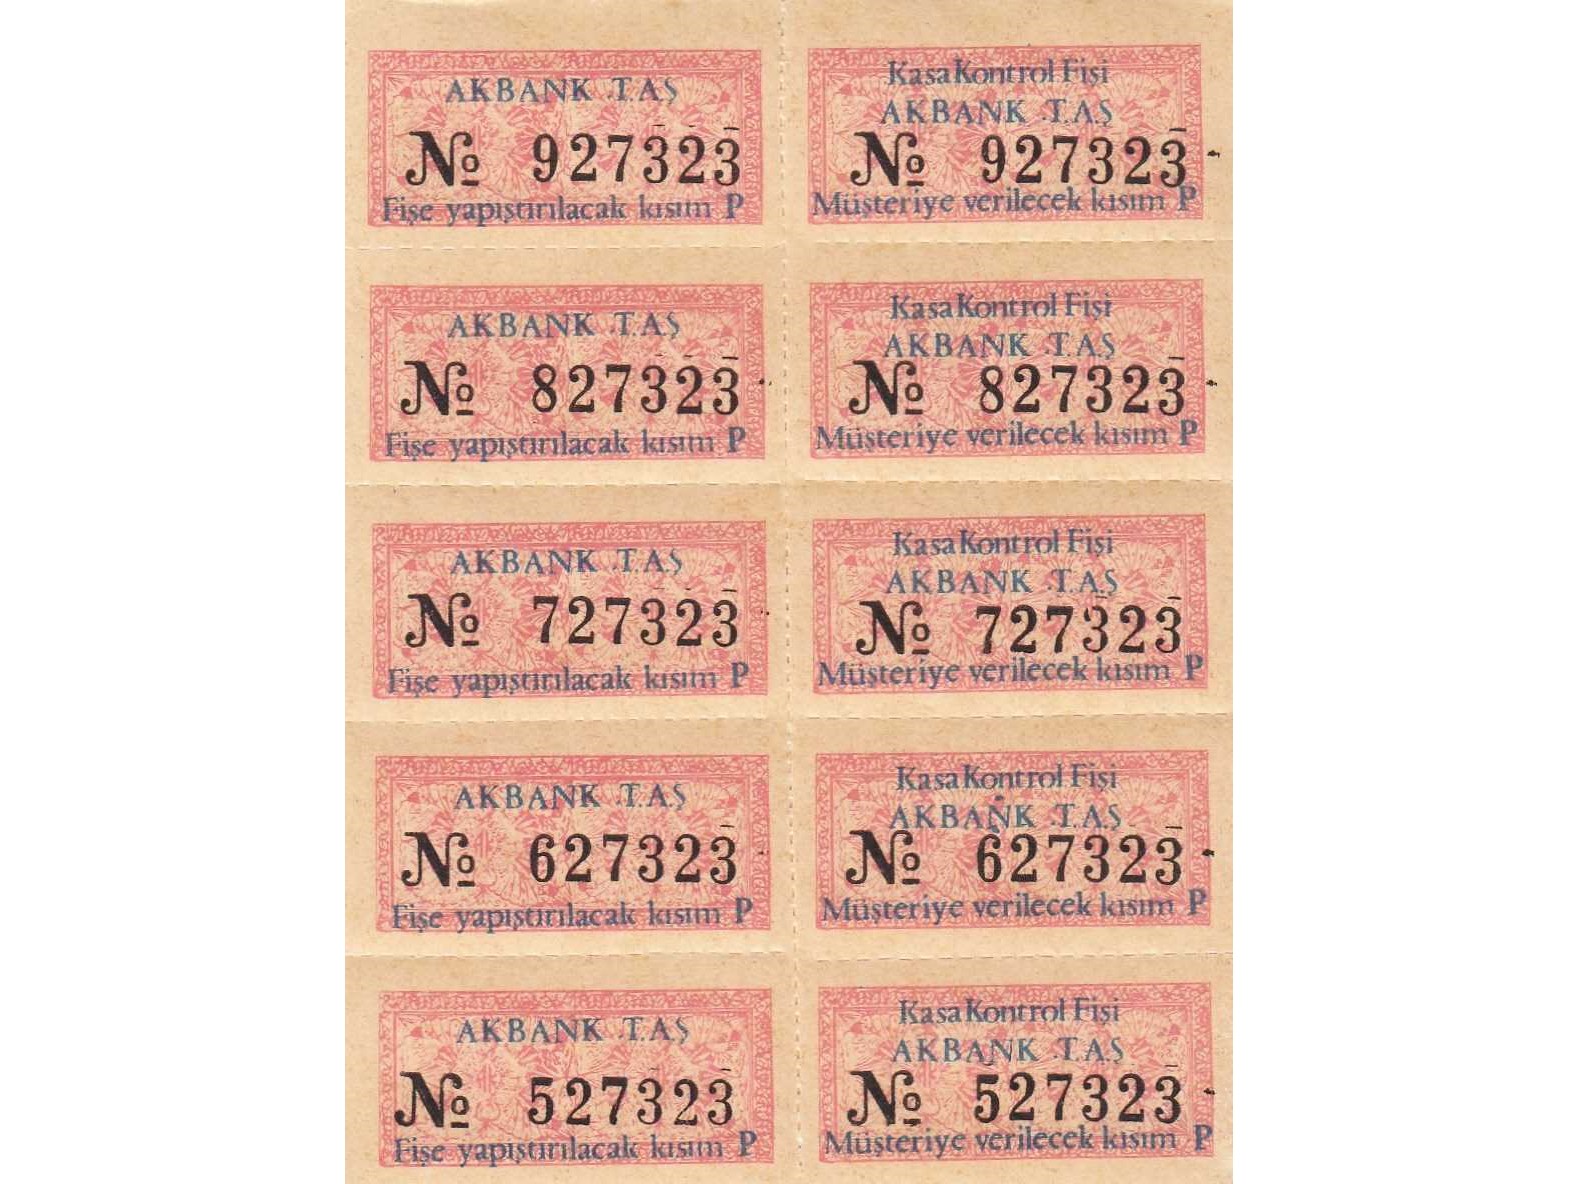 AKBANK .T.A.Ş
№ 927323
Fişe yapıştırılacak kısım P
Kasa Kontrol Fişi
AKBANK .T.A.Ş
№ 927323
Müşteriye verilecek kısım P
AKBANK .T.A.Ş
№ 827323
Fişe yapıştırılacak kısım P
Kasa Kontrol Fişi
AKBANK .T.A.Ş
№ 827323
Müşteriye verilecek kısım P
AKBANK .T.A.Ş
№ 727323
Fişe yapıştırılacak kısım P
Kasa Kontrol Fişi
AKBANK .T.A.Ş
№ 727323
Müşteriye verilecek kısım P
AKBANK .T.A.Ş
№ 627323
Fişe yapıştırılacak kısım P
Kasa Kontrol Fişi
AKBANK .T.A.Ş
№ 627323
Müşteriye verilecek kısım P
AKBANK .T.A.Ş
№ 527323
Fişe yapıştırılacak kısım P
Kasa Kontrol Fişi
AKBANK .T.A.Ş
№ 527323
Müşteriye verilecek kısım P